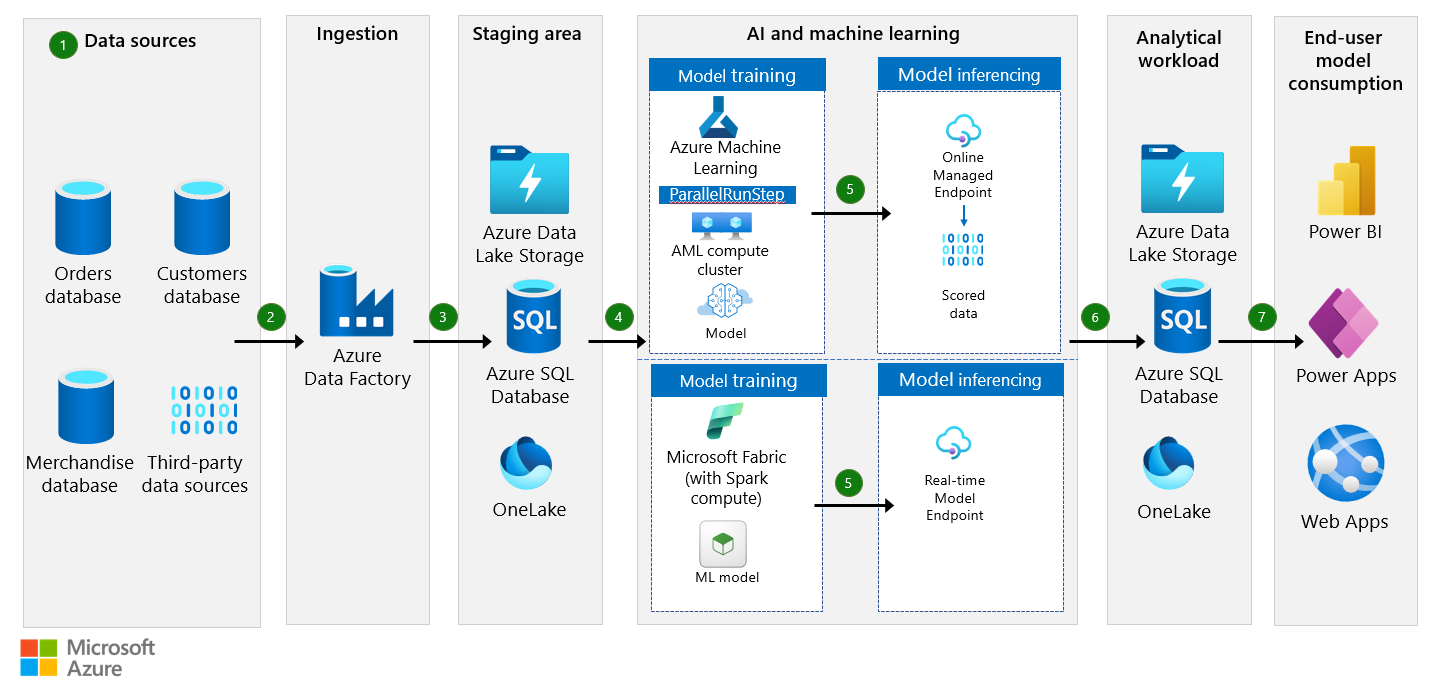 1 Data sources
Orders
database
Customers
database
Merchandise
database
Third-party
data sources
2
Ingestion
Azure
Data Factory
3
Staging area
Azure Data
Lake Storage
SQL
Azure SQL
Database
OneLake
4
AI and machine learning
Model training
Azure Machine
Learning
ParallelRunStep
AML compute
cluster
Model
5
Model inferencing
Online
Managed
Endpoint
Scored
data
Model training
Microsoft Fabric
(with Spark
compute)
ML model
5
Model inferencing
Real-time
Model
Endpoint
6
Analytical
workload
Azure Data
Lake Storage
SQL
Azure SQL
Database
OneLake
7
End-user
model
consumption
Power BI
Power Apps
Web Apps
Microsoft
Azure